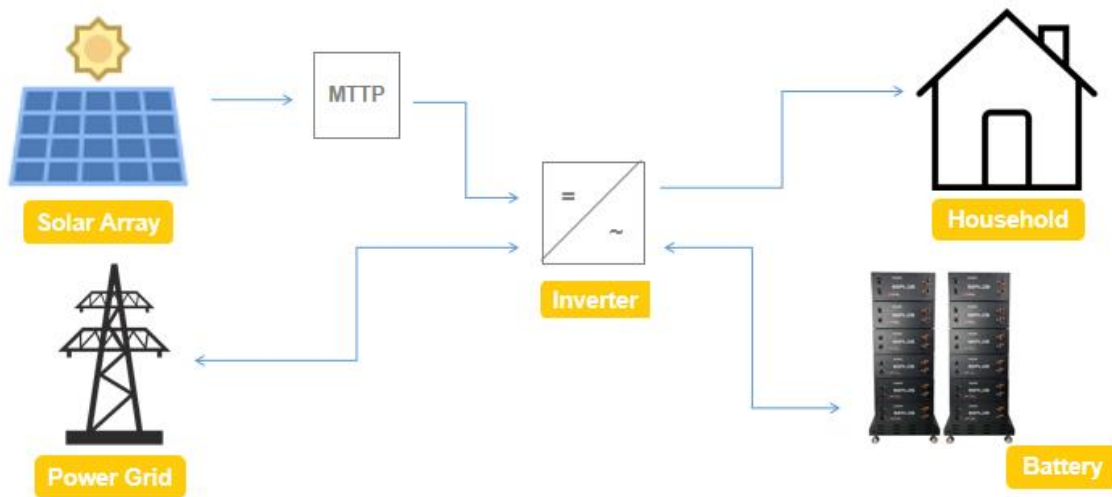 MTTP
=
~
Solar Array
Household
Inverter
Power Grid
Battery